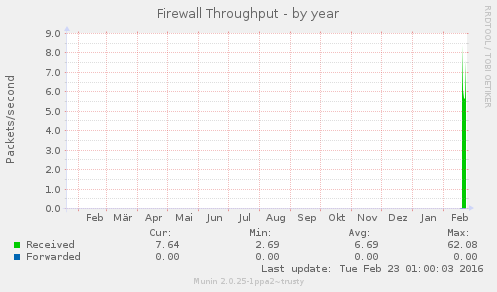 Firewall Throughput - by year
RRDTOOL / TOBI OETIKER
Packets/second
9.0
8.0
7.0
6.0
5.0
4.0
3.0
2.0
1.0
0.0
Feb Mär Apr Mai Jun Jul Aug Sep Okt Nov Dez Jan Feb
Cur: Min: Avg: Max:
Received 7.64 2.69 6.69 62.08
Forwarded 0.00 0.00 0.00 0.00
Last update: Tue Feb 23 01:00:03 2016
Munin 2.0.25-1ppa2~trusty